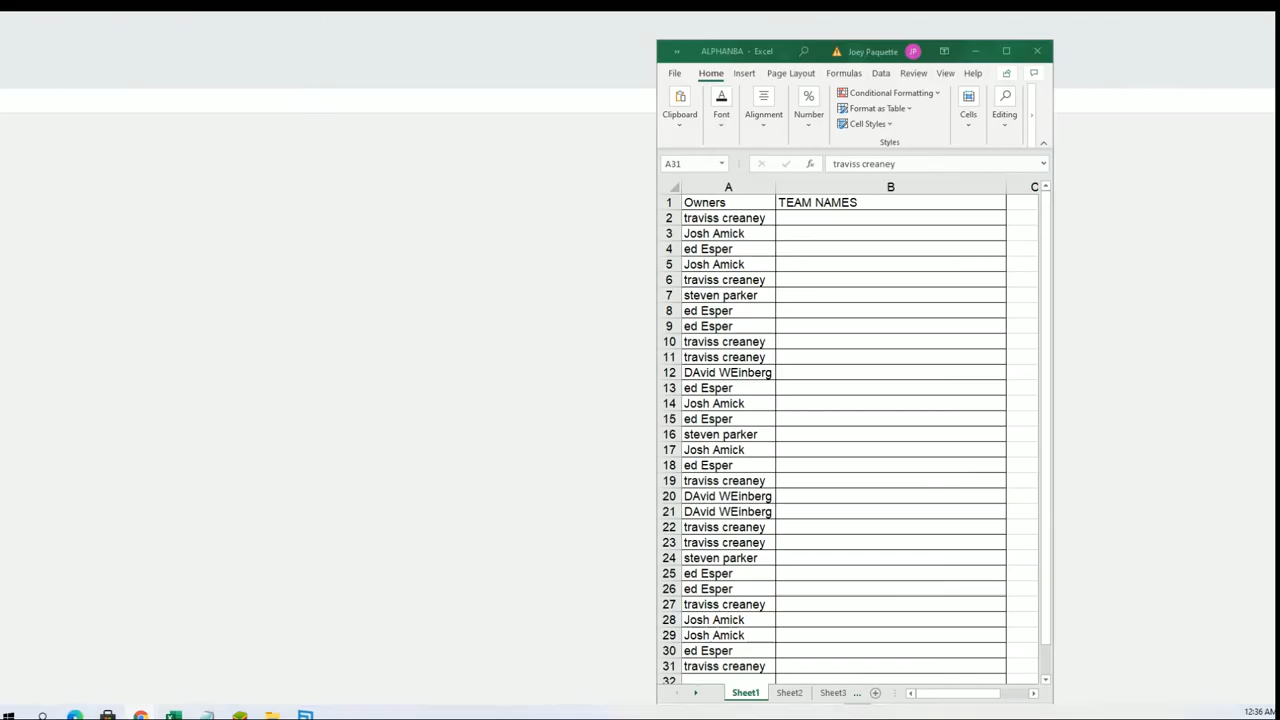 ALPHANBA - Excel
Joey Paquette JP
File Home Insert Page Layout Formulas Data Review View Help
Clipboard
Font
Alignment
Number
Conditional Formatting
Format as Table
Cell Styles
Styles
Cells
Editing
A31
fx
traviss creaney
A B C
1 Owners TEAM NAMES
2 traviss creaney
3 Josh Amick
4 ed Esper
5 Josh Amick
6 traviss creaney
7 steven parker
8 ed Esper
9 ed Esper
10 traviss creaney
11 traviss creaney
12 DAvid WEinberg
13 ed Esper
14 Josh Amick
15 ed Esper
16 steven parker
17 Josh Amick
18 ed Esper
19 traviss creaney
20 DAvid WEinberg
21 DAvid WEinberg
22 traviss creaney
23 traviss creaney
24 steven parker
25 ed Esper
26 ed Esper
27 traviss creaney
28 Josh Amick
29 Josh Amick
30 ed Esper
31 traviss creaney
32
Sheet1 Sheet2 Sheet3 ...
12:36 AM